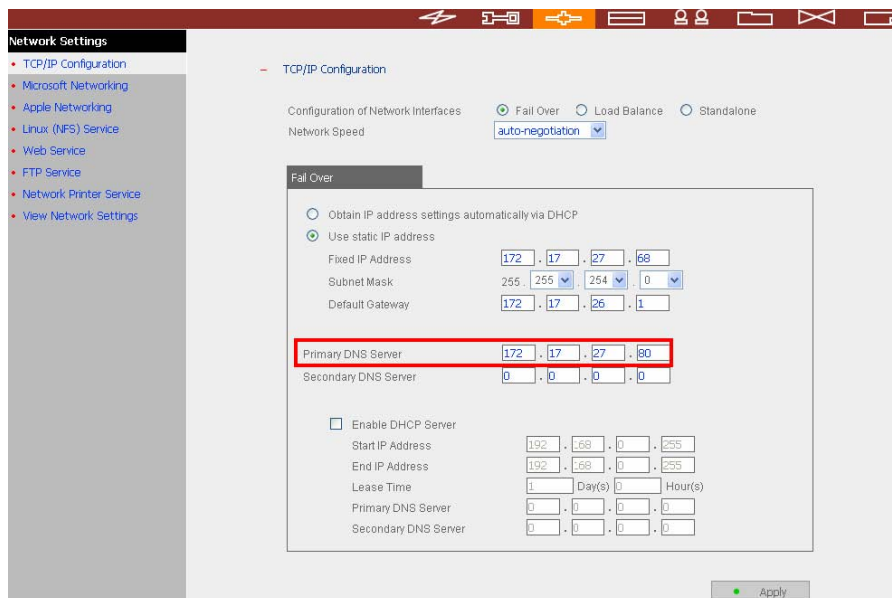 Network Settings
TCP/IP Configuration
Microsoft Networking
Apple Networking
Linux (NFS) Service
Web Service
FTP Service
Network Printer Service
View Network Settings
– TCP/IP Configuration
Configuration of Network Interfaces Fail Over Load Balance Standalone
Network Speed auto-negotiation
Fail Over
Obtain IP address settings automatically via DHCP
Use static IP address
Fixed IP Address 172 . 17 . 27 . 68
Subnet Mask 255 . 255 . 254 . 0
Default Gateway 172 . 17 . 26 . 1
Primary DNS Server 172 . 17 . 27 . 80
Secondary DNS Server 0 . 0 . 0 . 0
Enable DHCP Server
Start IP Address 192 . 168 . 0 . 255
End IP Address 192 . 168 . 0 . 255
Lease Time 1 Day(s) 0 Hour(s)
Primary DNS Server 0 . 0 . 0 . 0
Secondary DNS Server 0 . 0 . 0 . 0
Apply